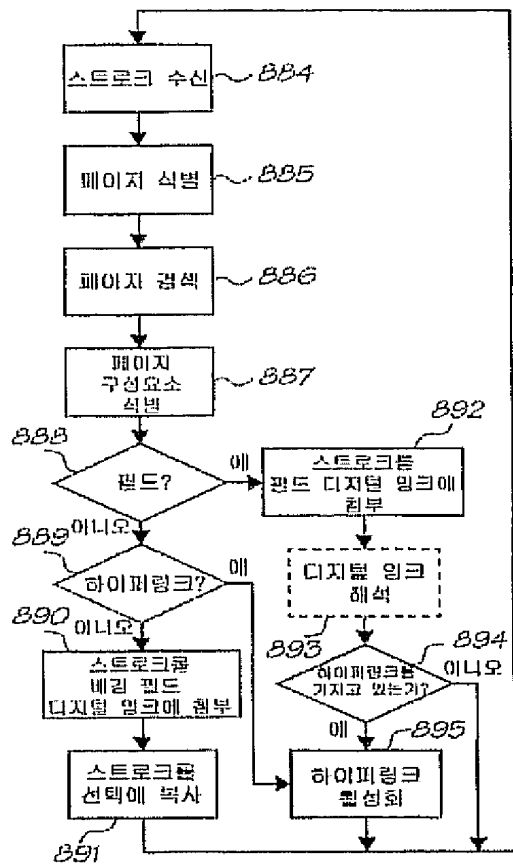 스트로크 수신
884
페이지 식별
885
페이지 검색
886
페이지
구성요소
식별
887
888
필드?
예
아니오
892
스트로크를
필드 디지털 잉크에
첨부
889
하이퍼링크?
예
아니오
디지털 잉크
해석
893
890
스트로크를
배경 필드
디지털 잉크에 첨부
894
하이퍼링크를
가지고 있는가?
아니오
예
895
스트로크를
선택에 복사
891
하이퍼링크
활성화